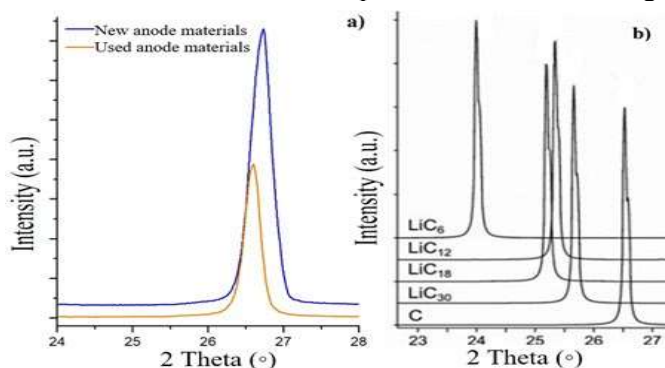 New anode materials
Used anode materials
a)
Intensity (a.u.)
24 25 26 27 28
2 Theta (○)
b)
Intensity (a.u.)
LiC₆
LiC₁₂
LiC₁₈
LiC₃₀
C
23 24 25 26 27
2 Theta (○)